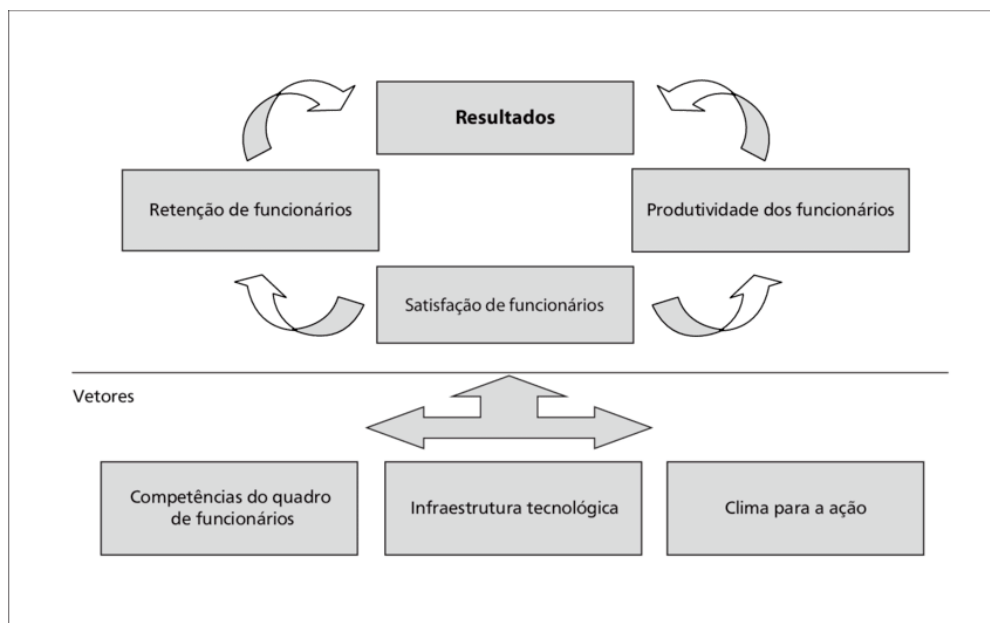 Resultados
Retenção de funcionários
Produtividade dos funcionários
Satisfação de funcionários
Vetores
Competências do quadro
de funcionários
Infraestrutura tecnológica
Clima para a ação